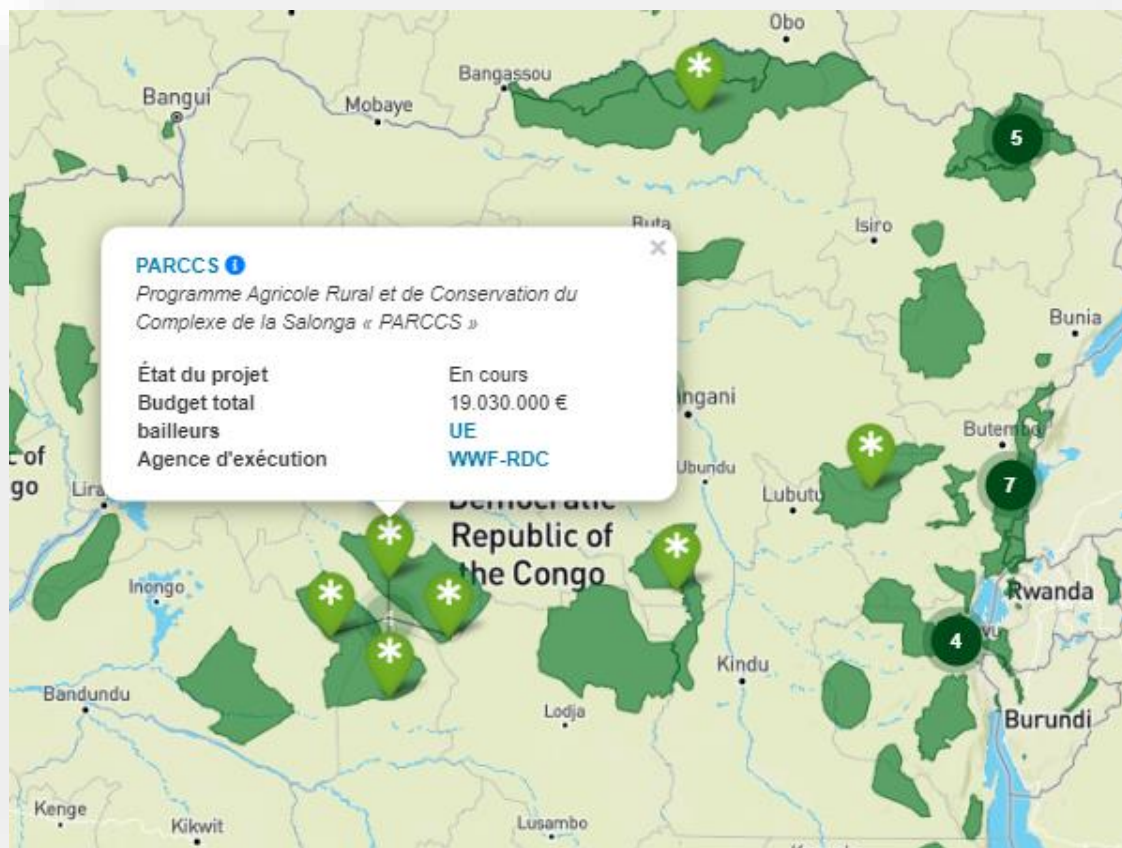 Obo
Bangassou
Bangui
Mobaye
5
Buta
Isiro
×
PARCCS
Programme Agricole Rural et de Conservation du
Complexe de la Salonga « PARCCS »
Bunia
État du projet En cours
Budget total 19.030.000 €
bailleurs UE
Agence d'exécution WWF-RDC
ngani
Butembo
of
go
Lira
Ubundu
Lubutu
7
Democratic
Republic of
the Congo
Inongo
Rwanda
4
vu
Kindu
Bandundu
Lodja
Burundi
Kenge
Kikwit
Lusambo